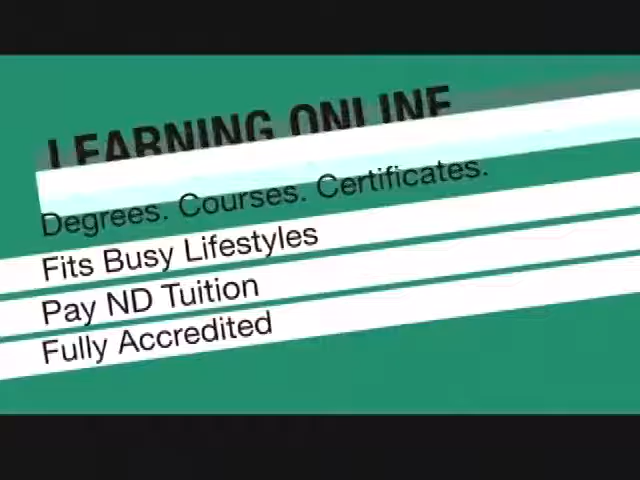 LEARNING ONLINE
Degrees. Courses. Certificates.
Fits Busy Lifestyles
Pay ND Tuition
Fully Accredited